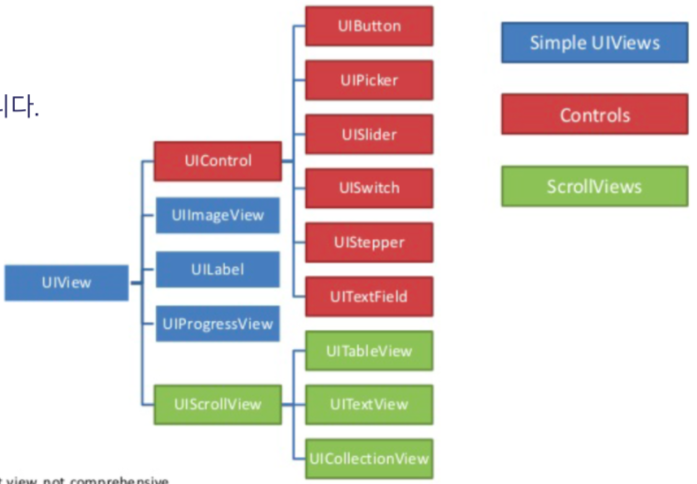 니다.
UIView
UIControl
UIImageView
UILabel
UIProgressView
UIScrollView
UIButton
UIPicker
UISlider
UISwitch
UIStepper
UITextField
UITableView
UITextView
UICollectionView
Simple UIViews
Controls
ScrollViews
view, not comprehensive